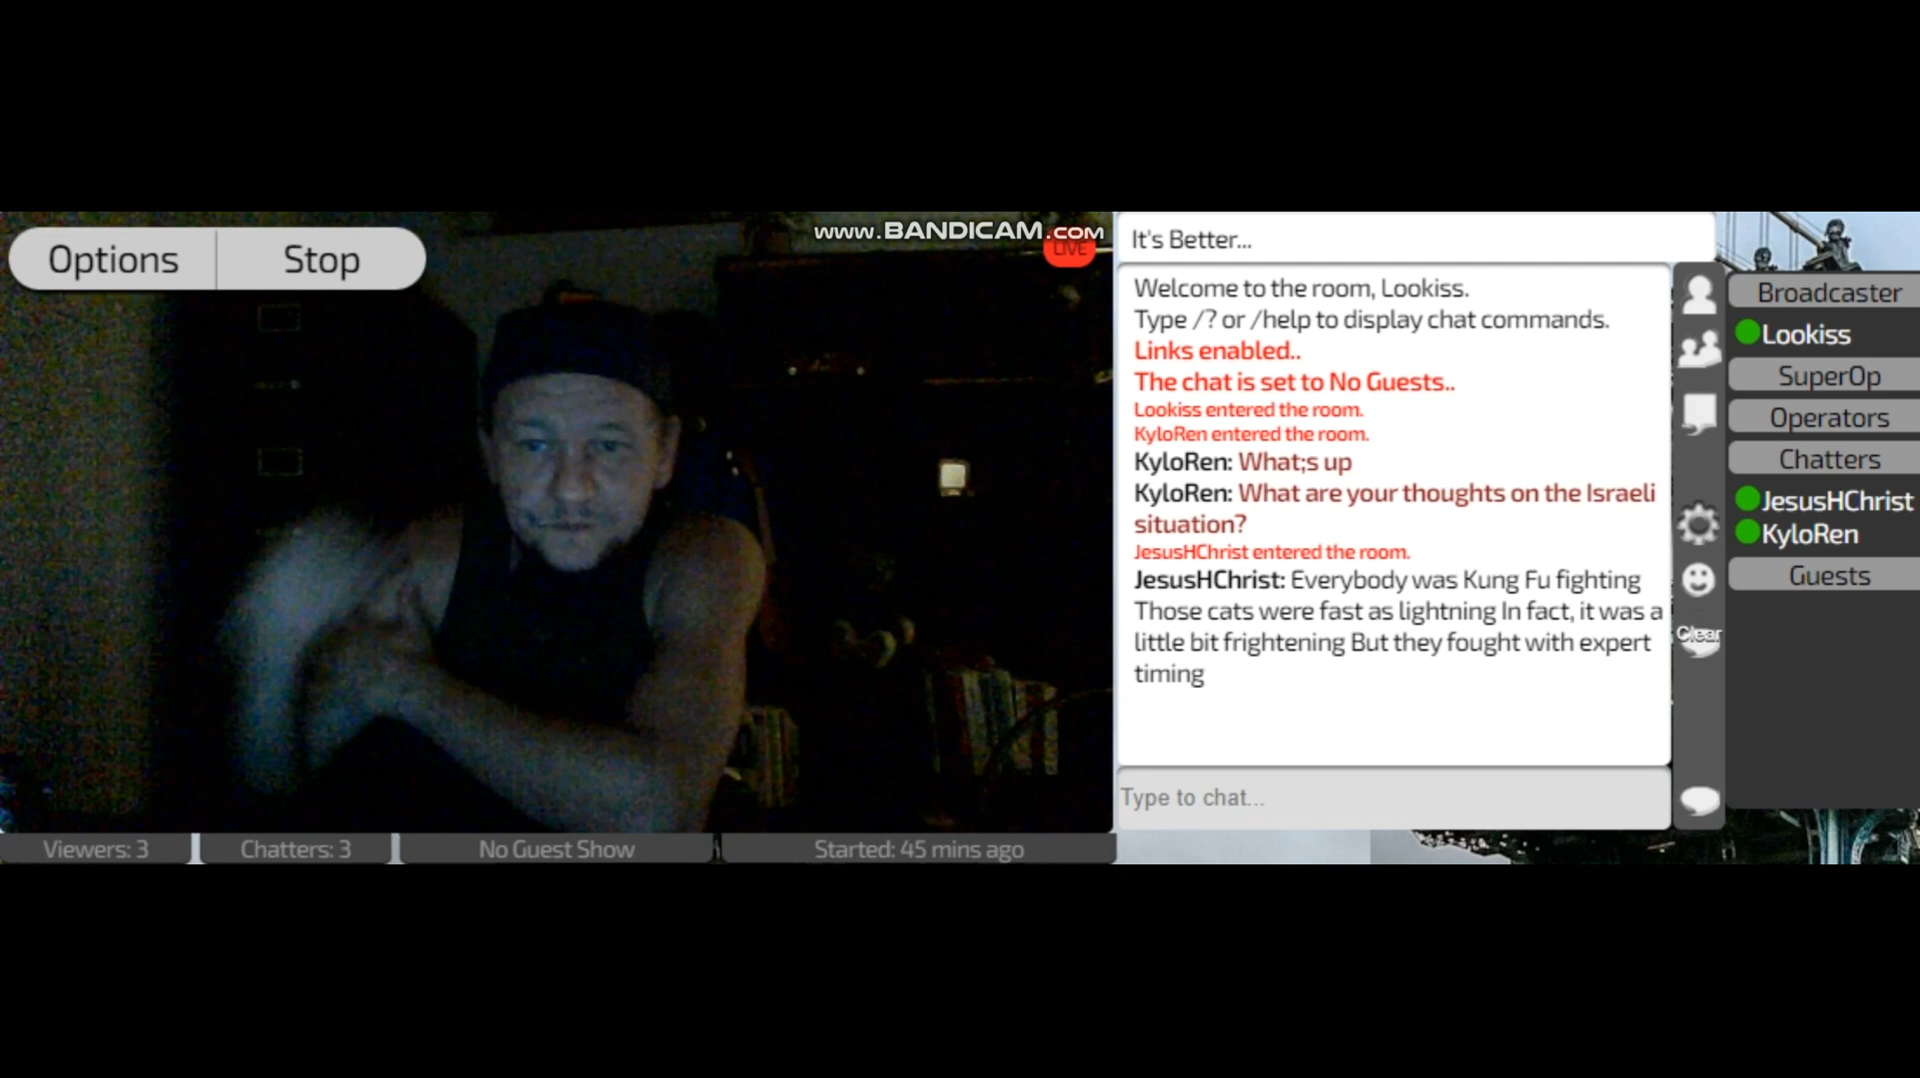 Options
Stop
www.BANDICAM.com
LIVE
It's Better...
Welcome to the room, Lookiss.
Type /? or /help to display chat commands.
Links enabled..
The chat is set to No Guests..
Lookiss entered the room.
KyloRen entered the room.
KyloRen: What;s up
KyloRen: What are your thoughts on the Israeli
situation?
JesusHChrist entered the room.
JesusHChrist: Everybody was Kung Fu fighting
Those cats were fast as lightning In fact, it was a
little bit frightening But they fought with expert
timing
Type to chat...
Clear
Broadcaster
Lookiss
SuperOp
Operators
Chatters
JesusHChrist
KyloRen
Guests
Viewers: 3
Chatters: 3
No Guest Show
Started: 45 mins ago